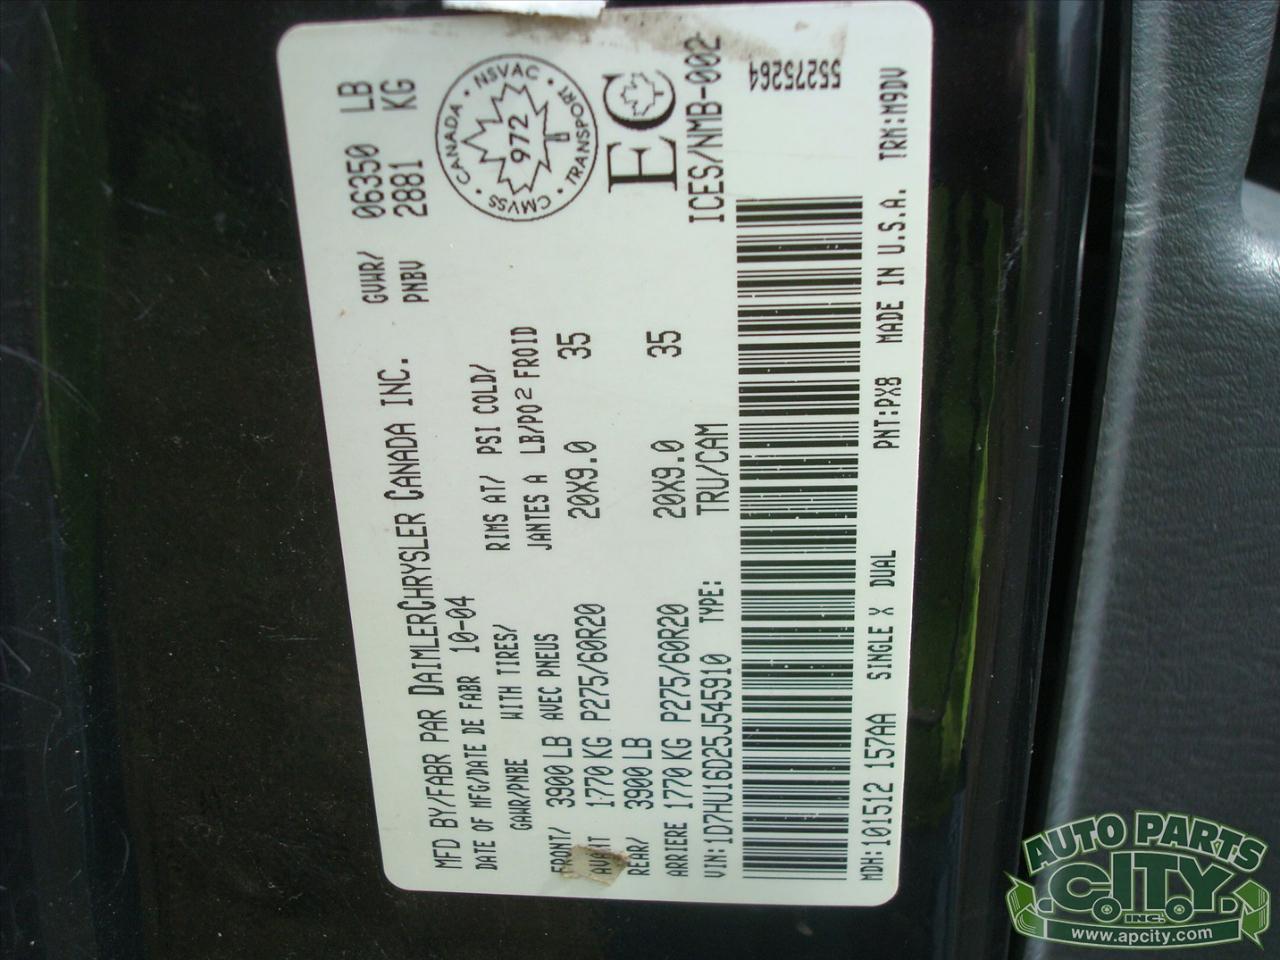 MFD BY/FABR PAR DAIMLERCHRYSLER CANADA INC.
DATE OF MFG/DATE DE FABR 10-04
GVWR/ 06350 LB
PNBV 2881 KG
GAWR/PNBE WITH TIRES/ RIMS AT/ PSI COLD/
AVEC PNEUS JANTES A LB/PO2 FROID
FRONT/ 3900 LB
AVANT 1770 KG P275/60R20 20X9.0 35
REAR/ 3900 LB
ARRIERE 1770 KG P275/60R20 20X9.0 35
VIN: 1D7HU16D25J545910 TYPE: TRU/CAM
CANADA • NSVAC • TRANSPORT • CMVSS •
972
EC
ICES/NMB-002
55275264
MDH:101512 157AA SINGLE X DUAL PNT:PX8 MADE IN U.S.A. TRK:M9DV
AUTO PARTS
C.I.T.Y.
INC.
www.apcity.com